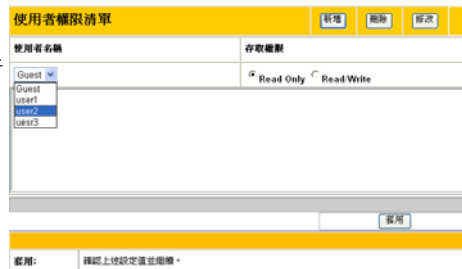 使用者權限清單 新增 刪除 修改
使用者名稱 存取權限
Guest Read Only Read/Write
Guest
user1
user2
uesr3
套用
套用: 確認上述設定值並繼續。